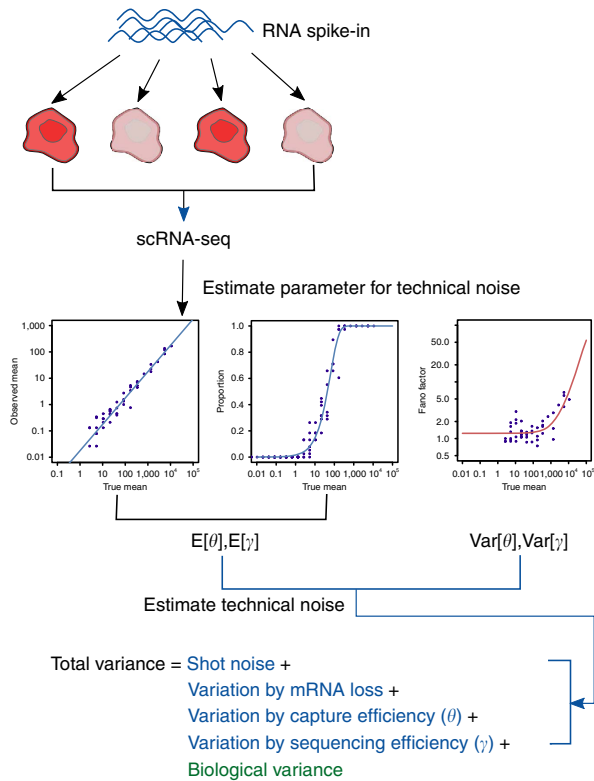 RNA spike-in
scRNA-seq
Estimate parameter for technical noise
Observed mean
1,000
100
10
1
0.1
0.01
0.1
1
10
100
1,000
10⁴
10⁵
True mean
Proportion
1.0
0.8
0.6
0.4
0.2
0
0.01
0.1
1
10
100
1,000
10⁴
10⁵
True mean
Fano factor
50.0
20.0
5.0
2.0
1.0
0.5
0.01
0.1
1
10
100
1,000
10⁴
10⁵
True mean
E[θ],E[γ]
Var[θ],Var[γ]
Estimate technical noise
Total variance = Shot noise +
Variation by mRNA loss +
Variation by capture efficiency (θ) +
Variation by sequencing efficiency (γ) +
Biological variance